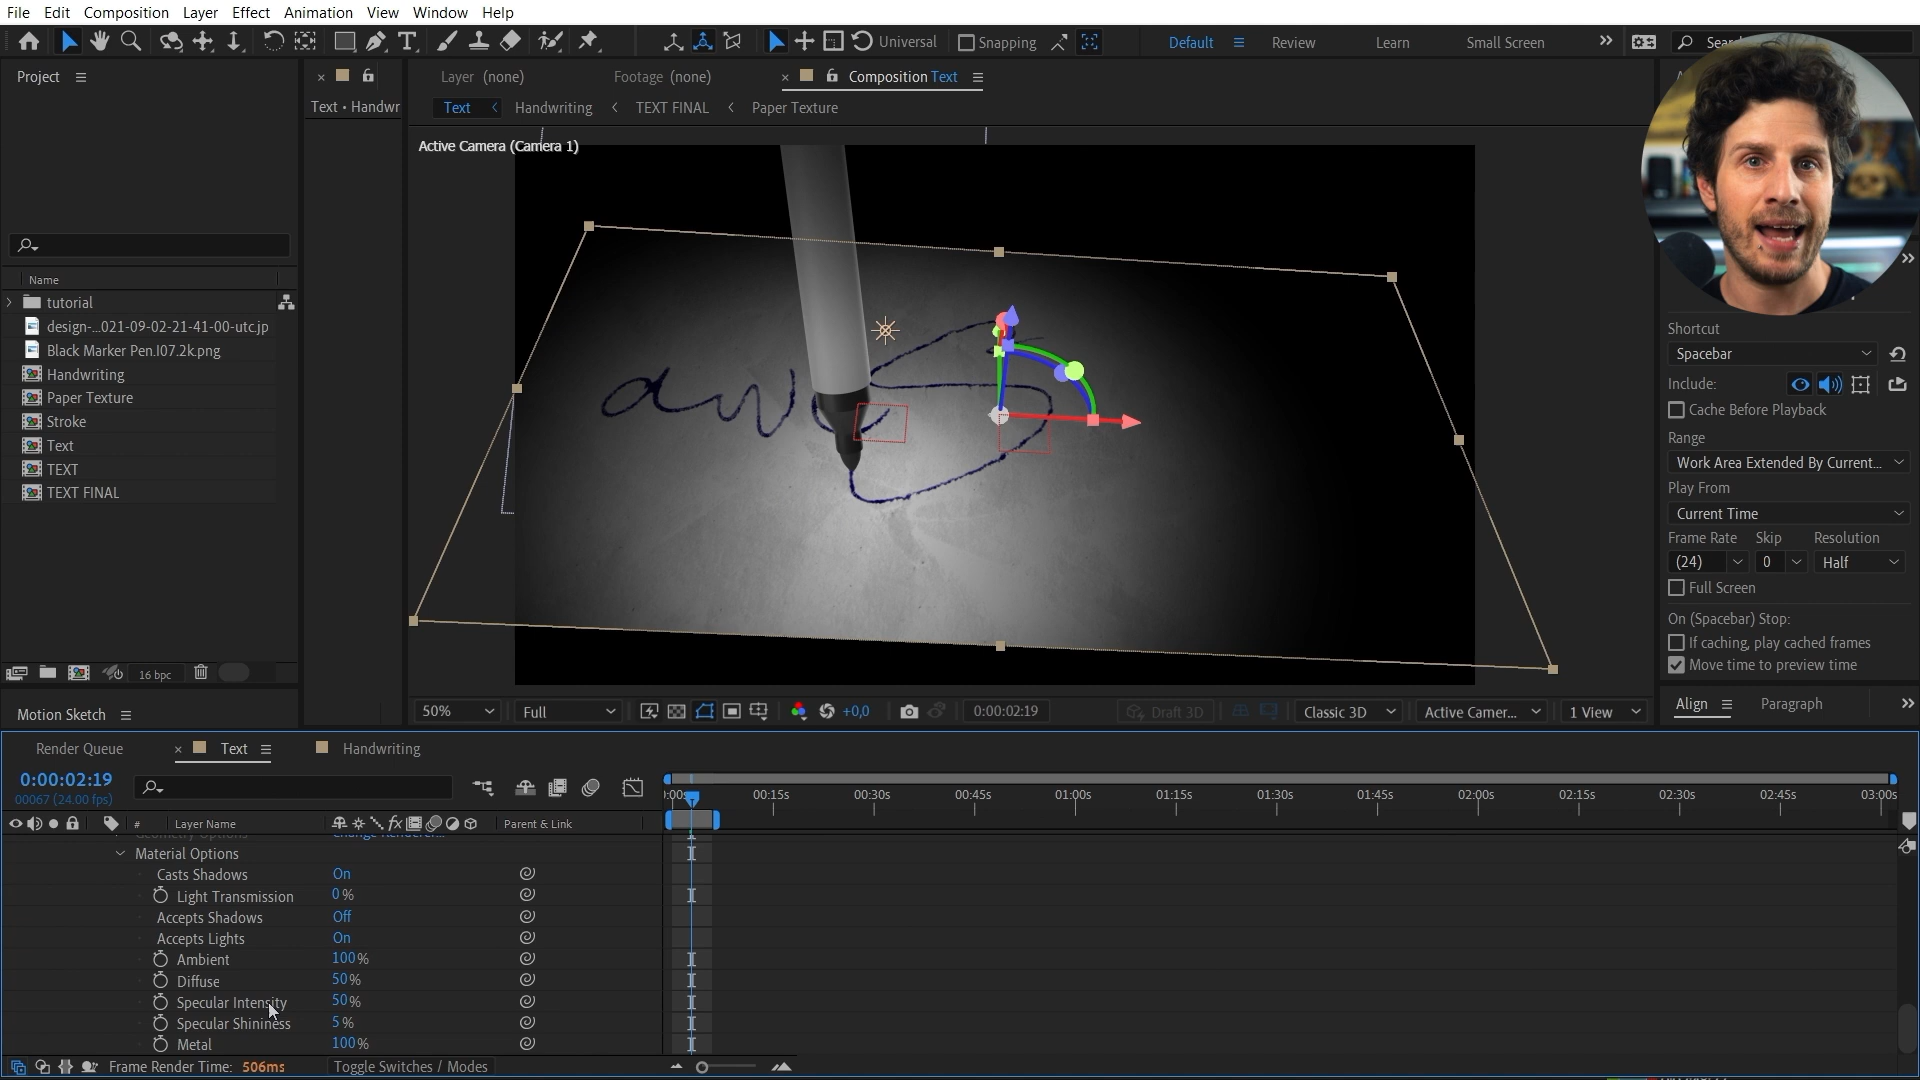 File Edit Composition Layer Effect Animation View Window Help
Universal Snapping Default Review Learn Small Screen Sear
Project Text • Handwr Layer (none) Footage (none) Composition Text
Text Handwriting TEXT FINAL Paper Texture
Active Camera (Camera 1)
Name
tutorial
design-...021-09-02-21-41-00-utc.jp
Black Marker Pen.I07.2k.png
Handwriting
Paper Texture
Stroke
Text
TEXT
TEXT FINAL
16 bpc
Motion Sketch
50% Full +0,0 0:00:02:19 Draft 3D Classic 3D Active Camer... 1 View
Shortcut
Spacebar
Include:
Cache Before Playback
Range
Work Area Extended By Current...
Play From
Current Time
Frame Rate Skip Resolution
(24) 0 Half
Full Screen
On (Spacebar) Stop:
If caching, play cached frames
Move time to preview time
Align Paragraph
Render Queue Text Handwriting
0:00:02:19
00067 (24.00 fps)
):00s 00:15s 00:30s 00:45s 01:00s 01:15s 01:30s 01:45s 02:00s 02:15s 02:30s 02:45s 03:00s
# Layer Name Parent & Link
Geometry Options Change Renderer...
Material Options
Casts Shadows On
Light Transmission 0 %
Accepts Shadows Off
Accepts Lights On
Ambient 100 %
Diffuse 50 %
Specular Intensity 50 %
Specular Shininess 5 %
Metal 100 %
Frame Render Time: 506ms Toggle Switches / Modes